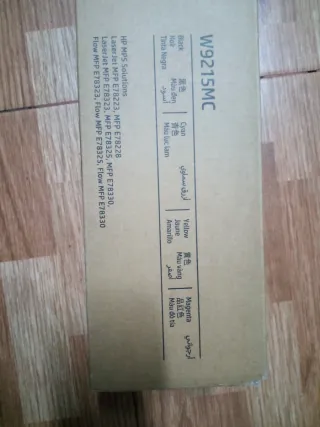 W9215MC
Black
Noir
Tinta Negra
黑色
Màu đen
أسود
Cyan
青色
Màu lục lam
أزرق سماوي
Yellow
Jaune
Amarillo
黄色
Màu vàng
أصفر
Magenta
品红色
Màu đỏ tía
أرجواني
HP MPS Solutions
LaserJet MFP E78223, MFP E78228
LaserJet MFP E78323, MFP E78325, MFP E78330,
Flow MFP E78323, Flow MFP E78325, Flow MFP E78330